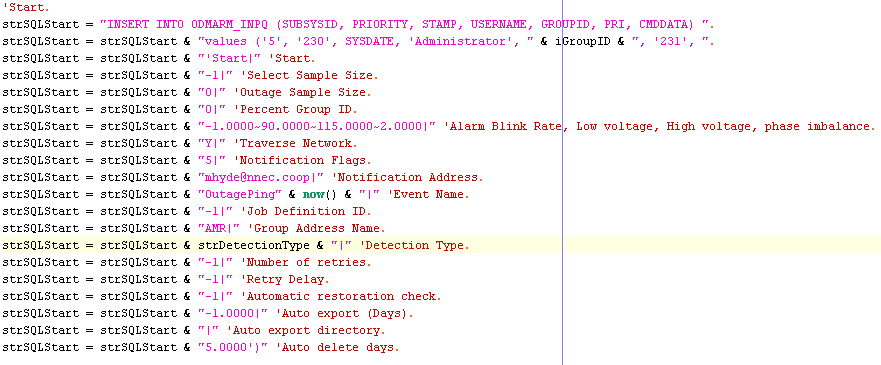 'Start.
strSQLStart = "INSERT INTO ODMARM_INPQ (SUBSYSID, PRIORITY, STAMP, USERNAME, GROUPID, PRI, CMDDATA) ".
strSQLStart = strSQLStart & "values ('5', '230', SYSDATE, 'Administrator', " & iGroupID & ", '231', ".
strSQLStart = strSQLStart & "'Start|" 'Start.
strSQLStart = strSQLStart & "-1|" 'Select Sample Size.
strSQLStart = strSQLStart & "0|" 'Outage Sample Size.
strSQLStart = strSQLStart & "0|" 'Percent Group ID.
strSQLStart = strSQLStart & "-1.0000~90.0000~115.0000~2.0000|" 'Alarm Blink Rate, Low voltage, High voltage, phase imbalance.
strSQLStart = strSQLStart & "Y|" 'Traverse Network.
strSQLStart = strSQLStart & "5|" 'Notification Flags.
strSQLStart = strSQLStart & "mhyde@nnec.coop|" 'Notification Address.
strSQLStart = strSQLStart & "OutagePing" & now() & "|" 'Event Name.
strSQLStart = strSQLStart & "-1|" 'Job Definition ID.
strSQLStart = strSQLStart & "AMR|" 'Group Address Name.
strSQLStart = strSQLStart & strDetectionType & "|" 'Detection Type.
strSQLStart = strSQLStart & "-1|" 'Number of retries.
strSQLStart = strSQLStart & "-1|" 'Retry Delay.
strSQLStart = strSQLStart & "-1|" 'Automatic restoration check.
strSQLStart = strSQLStart & "-1.0000|" 'Auto export (Days).
strSQLStart = strSQLStart & "|" 'Auto export directory.
strSQLStart = strSQLStart & "5.0000')" 'Auto delete days.